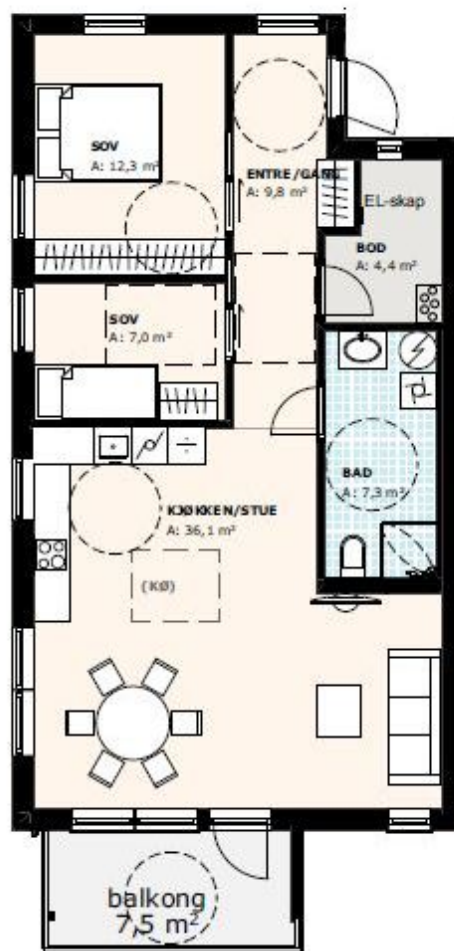 SOV
A: 12,3 m²
ENTRE/GANG
A: 9,8 m²
EL-skap
BOD
A: 4,4 m²
SOV
A: 7,0 m²
BAD
A: 7,3 m²
KJØKKEN/STUE
A: 36,1 m²
(KØ)
balkong
7,5 m²